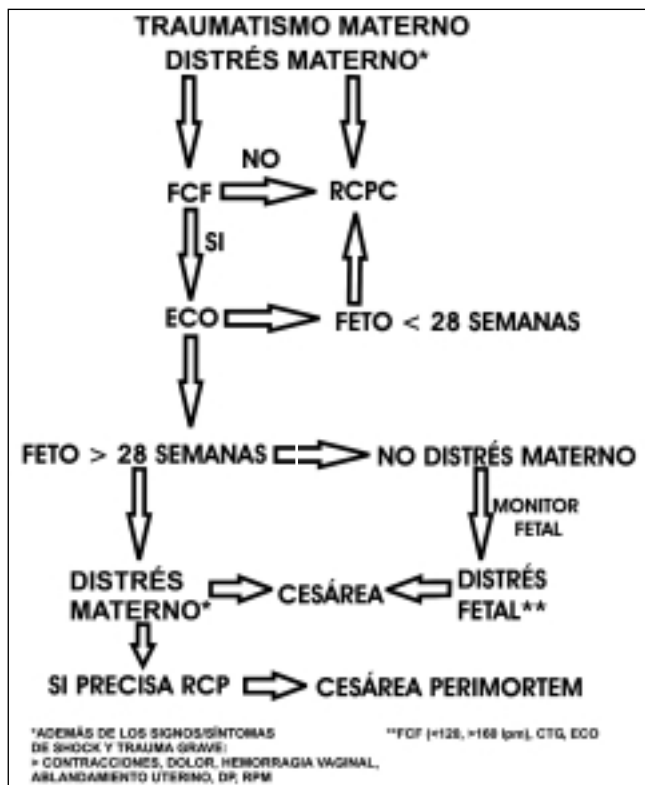 TRAUMATISMO MATERNO
DISTRÉS MATERNO*
NO
FCF
RCPC
SI
ECO
FETO < 28 SEMANAS
FETO > 28 SEMANAS
NO DISTRÉS MATERNO
MONITOR
FETAL
DISTRÉS
MATERNO*
CESÁREA
DISTRÉS
FETAL**
SI PRECISA RCP
CESÁREA PERIMORTEM
*ADEMÁS DE LOS SIGNOS/SÍNTOMAS
DE SHOCK Y TRAUMA GRAVE:
> CONTRACCIONES, DOLOR, HEMORRAGIA VAGINAL,
ABLANDAMIENTO UTERINO, DP, RPM
**FCF (<120, >160 lpm), CTG, ECO